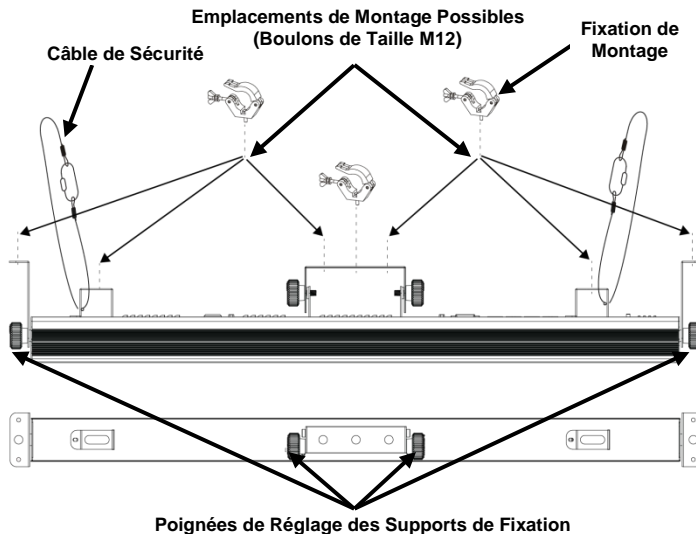 Emplacements de Montage Possibles
(Boulons de Taille M12)
Fixation de
Montage
Câble de Sécurité
Poignées de Réglage des Supports de Fixation